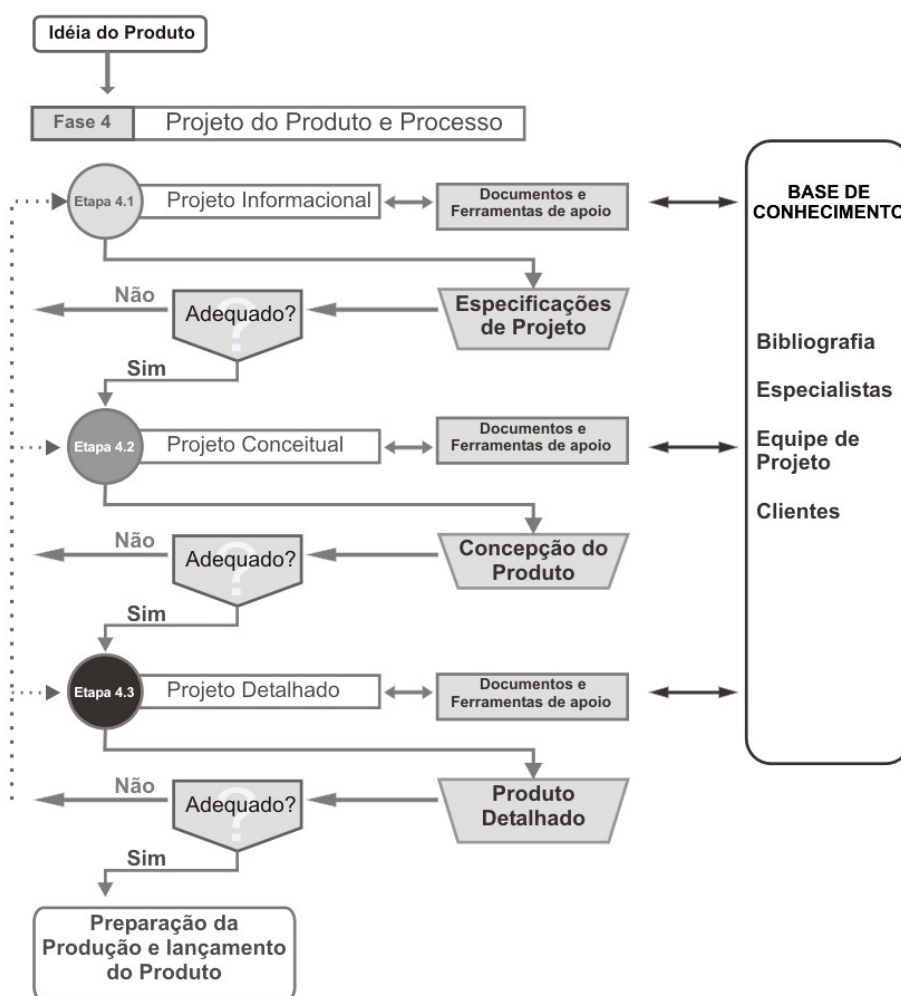 Idéia do Produto
Fase 4
Projeto do Produto e Processo
Etapa 4.1
Projeto Informacional
Documentos e
Ferramentas de apoio
BASE DE
CONHECIMENTO
Não
?
Adequado?
Especificações
de Projeto
Sim
Bibliografia
Especialistas
Equipe de
Projeto
Clientes
Etapa 4.2
Projeto Conceitual
Documentos e
Ferramentas de apoio
Não
?
Adequado?
Concepção do
Produto
Sim
Etapa 4.3
Projeto Detalhado
Documentos e
Ferramentas de apoio
Não
?
Adequado?
Produto
Detalhado
Sim
Preparação da
Produção e lançamento
do Produto